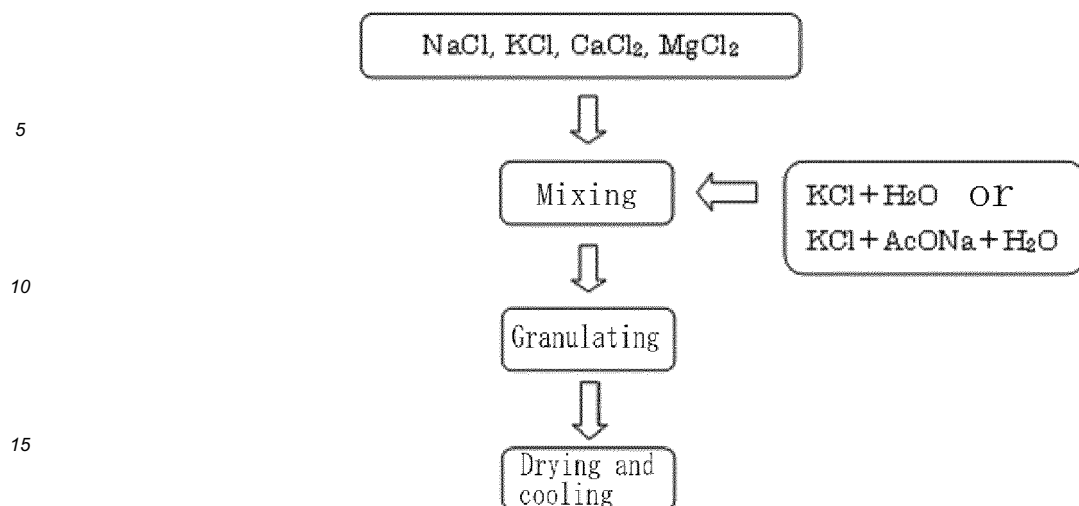 NaCl, KCl, CaCl₂, MgCl₂
5
Mixing
KCl+H₂O or
KCl+AcONa+H₂O
10
Granulating
15
Drying and
cooling